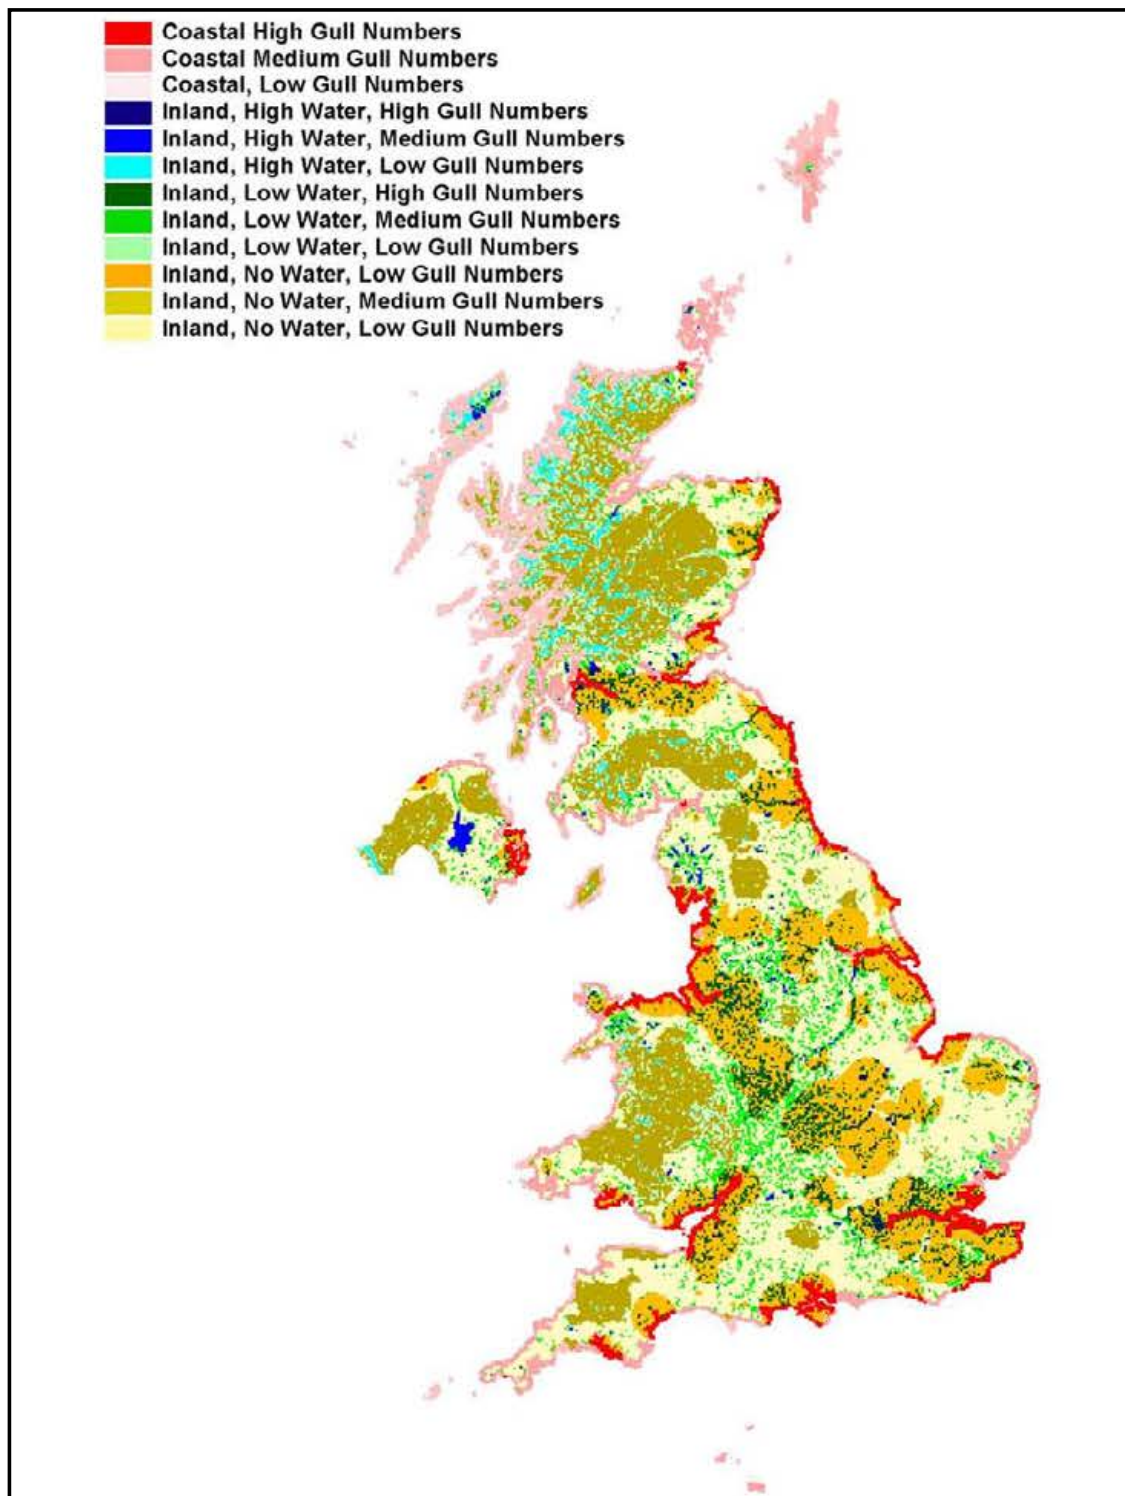 Coastal High Gull Numbers
Coastal Medium Gull Numbers
Coastal, Low Gull Numbers
Inland, High Water, High Gull Numbers
Inland, High Water, Medium Gull Numbers
Inland, High Water, Low Gull Numbers
Inland, Low Water, High Gull Numbers
Inland, Low Water, Medium Gull Numbers
Inland, Low Water, Low Gull Numbers
Inland, No Water, Low Gull Numbers
Inland, No Water, Medium Gull Numbers
Inland, No Water, Low Gull Numbers